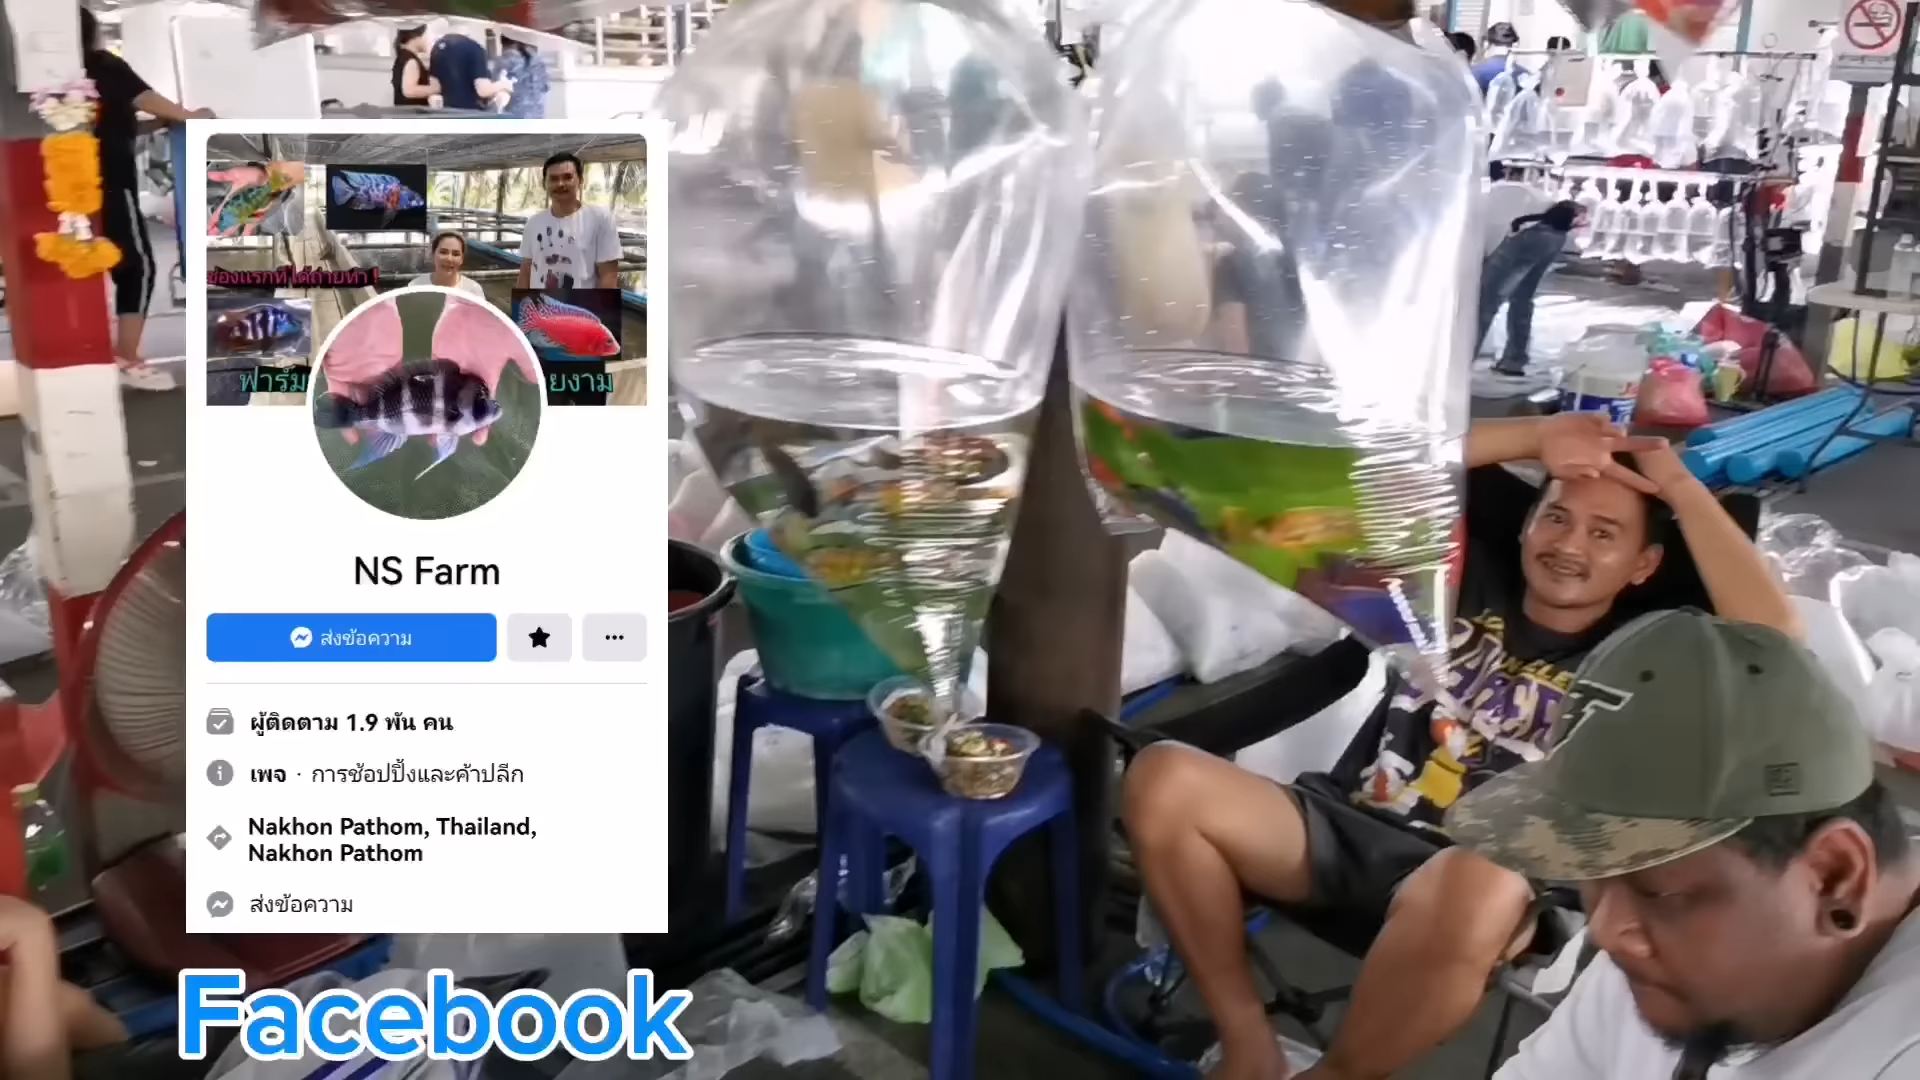 ช่องแรกที่ได้ถ่ายทำ !
ฟาร์ม
ยงาม
NS Farm
ส่งข้อความ
ผู้ติดตาม 1.9 พัน คน
เพจ · การช้อปปิ้งและค้าปลีก
Nakhon Pathom, Thailand,
Nakhon Pathom
ส่งข้อความ
Facebook